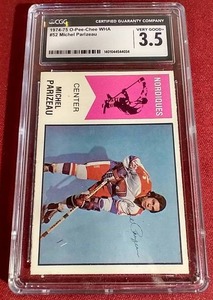 CGC
CERTIFIED GUARANTY COMPANY
1974-75 O-Pee-Chee WHA
#52 Michel Parizeau
VERY GOOD+
3.5
NORDIQUES
CENTER
MICHEL
PARIZEAU